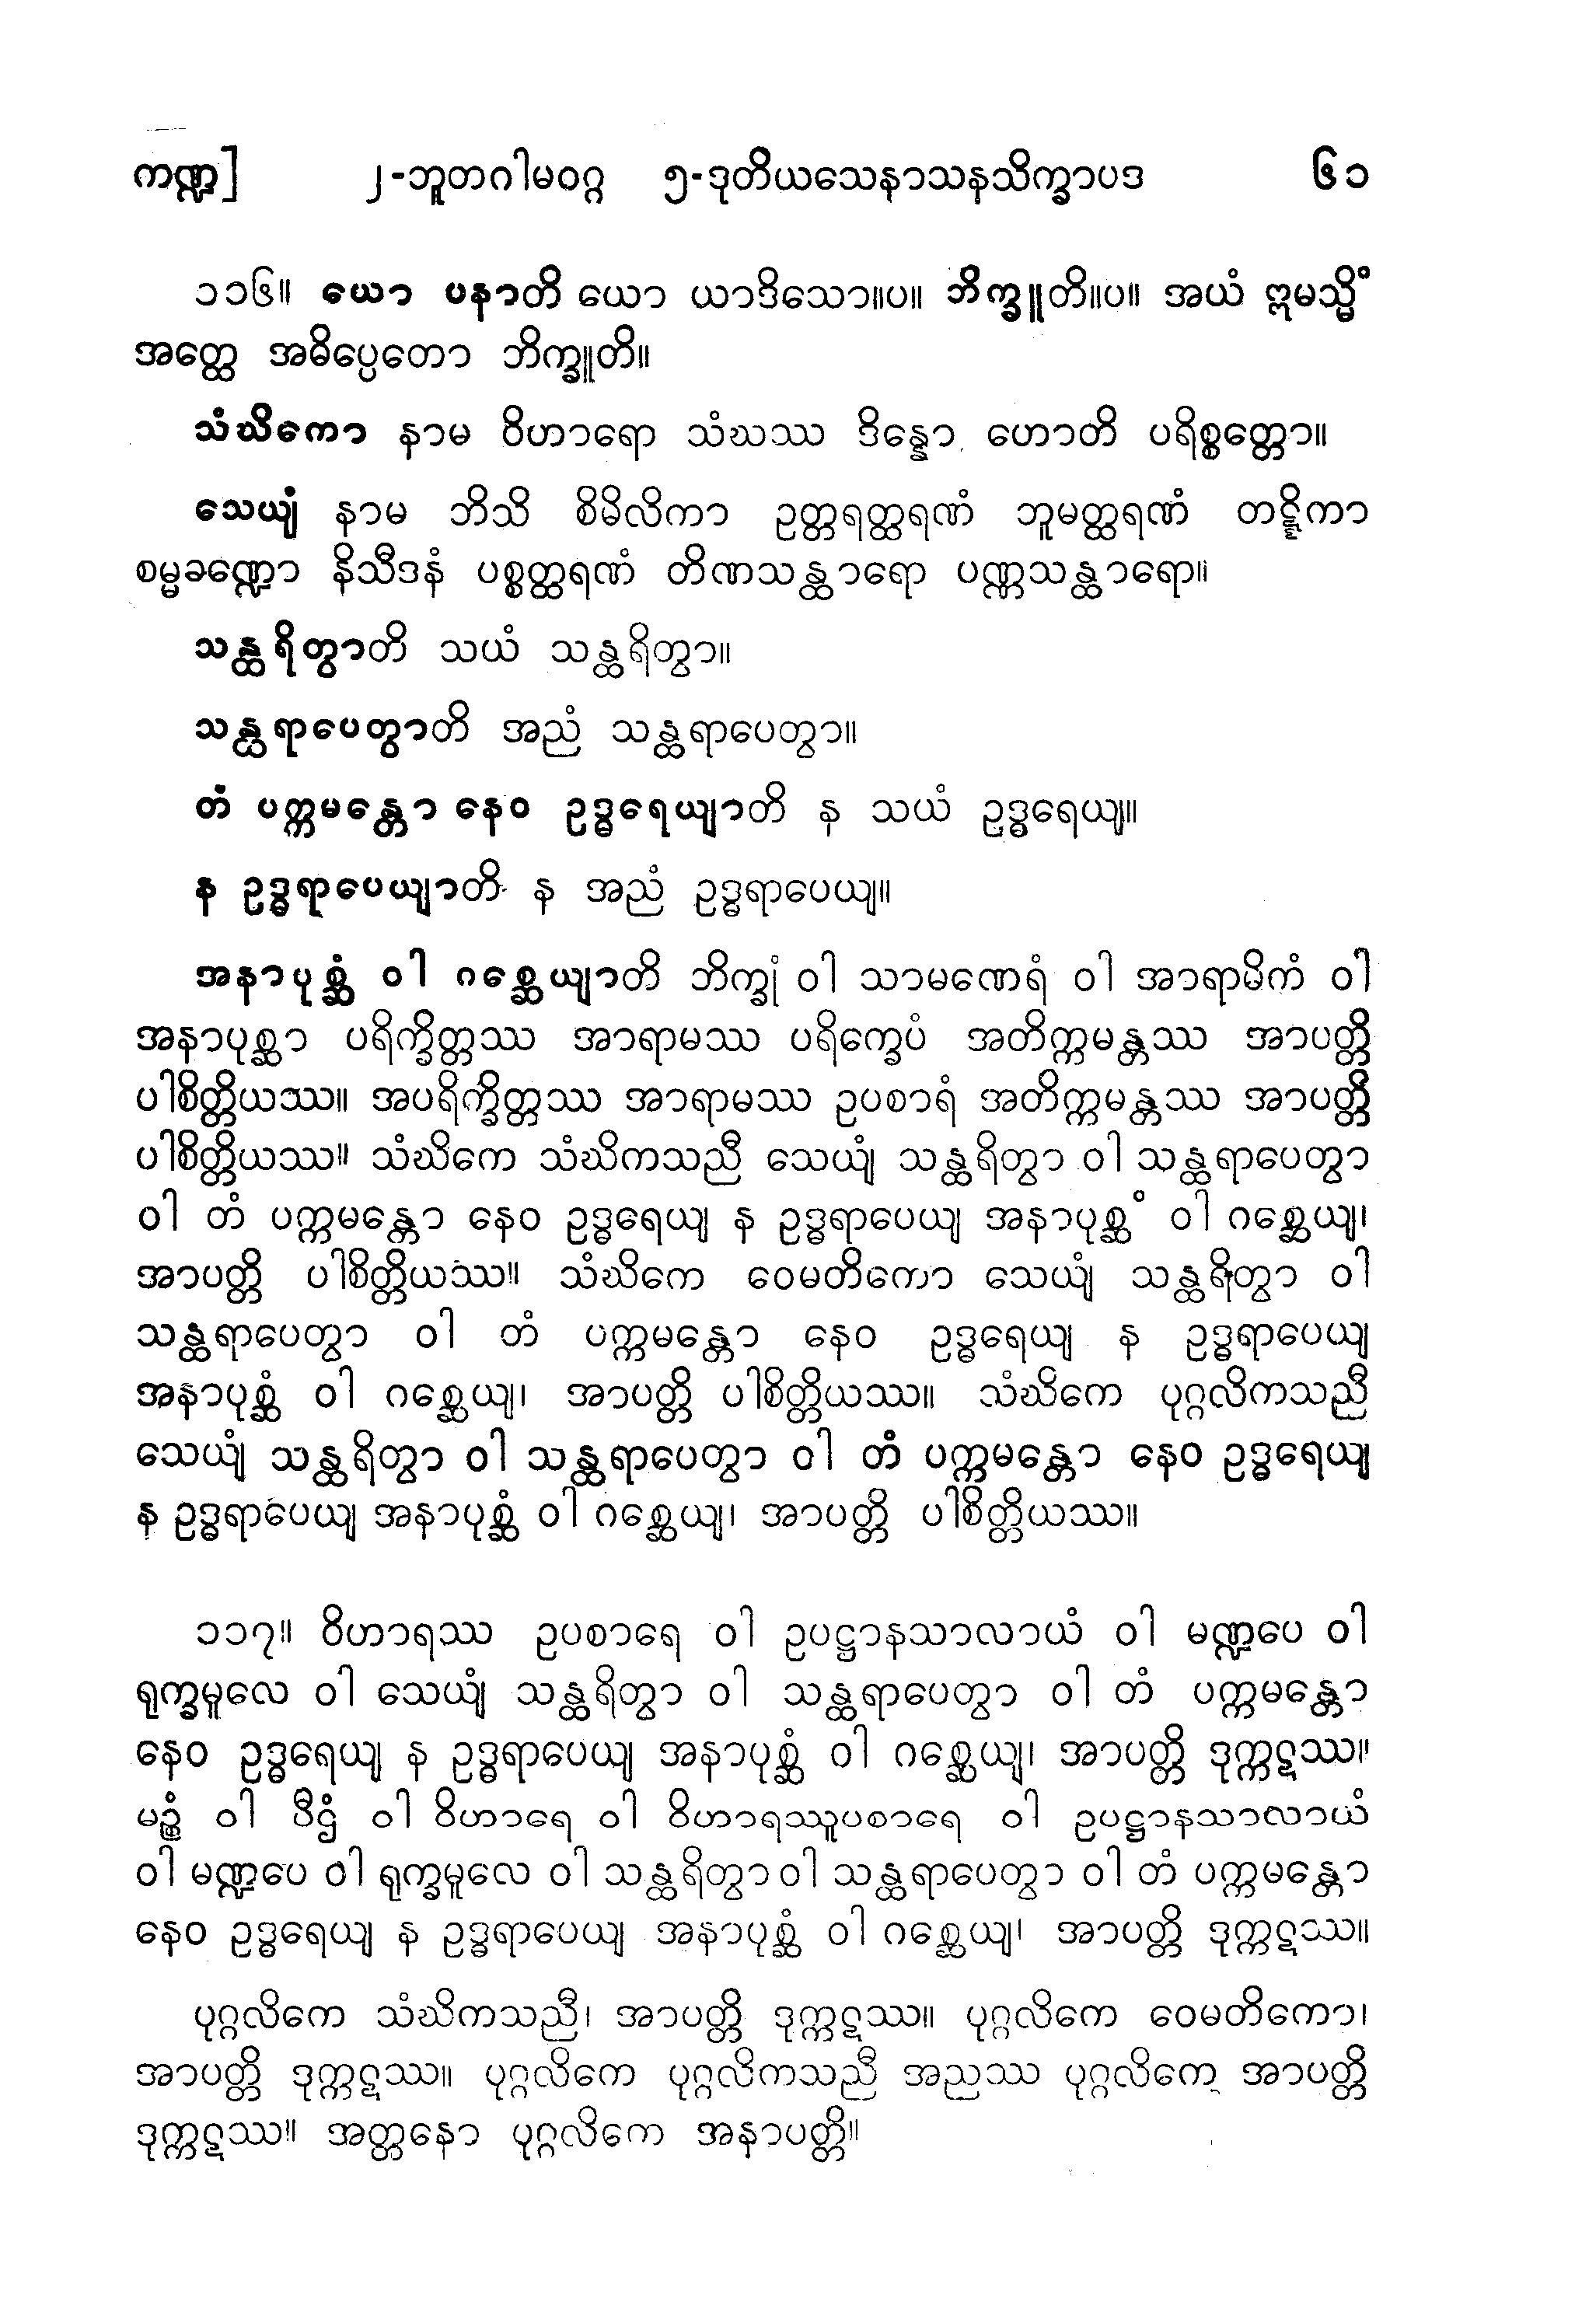 ကဏ္ဍ] ၂-ဘူတဂါမဝဂ္ဂ ၅-ဒုတိယသေနာသနသိက္ခာပဒ ၆၁
၁၁၆။ ယော ပနာတိ ယော ယာဒိသော။ပ။ ဘိက္ခူတိ။ပ။ အယံ ဣမသ္မိံ
အတ္ထေ အဓိပ္ပေတော ဘိက္ခူတိ။
သံဃိကော နာမ ဝိဟာရော သံဃဿ ဒိန္နော ဟောတိ ပရိစ္စတ္တော။
သေယျံ နာမ ဘိသိ စိမိလိကာ ဥတ္တရတ္ထရဏံ ဘူမတ္ထရဏံ တဋ္ဋိကာ
စမ္မခဏ္ဍော နိသီဒနံ ပစ္စတ္ထရဏံ တိဏသန္ထာရော ပဏ္ဏသန္ထာရော။
သန္ထရိတွာတိ သယံ သန္ထရိတွာ။
သန္ထရာပေတွာတိ အညံ သန္ထရာပေတွာ။
တံ ပက္ကမန္တော နေဝ ဥဒ္ဓရေယျာတိ န သယံ ဥဒ္ဓရေယျ။
န ဥဒ္ဓရာပေယျာတိ န အညံ ဥဒ္ဓရာပေယျ။
အနာပုစ္ဆံ ဝါ ဂစ္ဆေယျာတိ ဘိက္ခုံ ဝါ သာမဏေရံ ဝါ အာရာမိကံ ဝါ
အနာပုစ္ဆာ ပရိက္ခိတ္တဿ အာရာမဿ ပရိက္ခေပံ အတိက္ကမန္တဿ အာပတ္တိ
ပါစိတ္တိယဿ။ အပရိက္ခိတ္တဿ အာရာမဿ ဥပစာရံ အတိက္ကမန္တဿ အာပတ္တိ
ပါစိတ္တိယဿ။ သံဃိကေ သံဃိကသညီ သေယျံ သန္ထရိတွာ ဝါ သန္ထရာပေတွာ
ဝါ တံ ပက္ကမန္တော နေဝ ဥဒ္ဓရေယျ န ဥဒ္ဓရာပေယျ အနာပုစ္ဆံ ဝါ ဂစ္ဆေယျ၊
အာပတ္တိ ပါစိတ္တိယဿ။ သံဃိကေ ဝေမတိကော သေယျံ သန္ထရိတွာ ဝါ
သန္ထရာပေတွာ ဝါ တံ ပက္ကမန္တော နေဝ ဥဒ္ဓရေယျ န ဥဒ္ဓရာပေယျ
အနာပုစ္ဆံ ဝါ ဂစ္ဆေယျ၊ အာပတ္တိ ပါစိတ္တိယဿ။ သံဃိကေ ပုဂ္ဂလိကသညီ
သေယျံ သန္ထရိတွာ ဝါ သန္ထရာပေတွာ ဝါ တံ ပက္ကမန္တော နေဝ ဥဒ္ဓရေယျ
န ဥဒ္ဓရာပေယျ အနာပုစ္ဆံ ဝါ ဂစ္ဆေယျ၊ အာပတ္တိ ပါစိတ္တိယဿ။
၁၁၇။ ဝိဟာရဿ ဥပစာရေ ဝါ ဥပဋ္ဌာနသာလာယံ ဝါ မဏ္ဍပေ ဝါ
ရုက္ခမူလေ ဝါ သေယျံ သန္ထရိတွာ ဝါ သန္ထရာပေတွာ ဝါ တံ ပက္ကမန္တော
နေဝ ဥဒ္ဓရေယျ န ဥဒ္ဓရာပေယျ အနာပုစ္ဆံ ဝါ ဂစ္ဆေယျ၊ အာပတ္တိ ဒုက္ကဋဿ။
မဉ္စံ ဝါ ပီဌံ ဝါ ဝိဟာရေ ဝါ ဝိဟာရဿူပစာရေ ဝါ ဥပဋ္ဌာနသာလာယံ
ဝါ မဏ္ဍပေ ဝါ ရုက္ခမူလေ ဝါ သန္ထရိတွာ ဝါ သန္ထရာပေတွာ ဝါ တံ ပက္ကမန္တော
နေဝ ဥဒ္ဓရေယျ န ဥဒ္ဓရာပေယျ အနာပုစ္ဆံ ဝါ ဂစ္ဆေယျ၊ အာပတ္တိ ဒုက္ကဋဿ။
ပုဂ္ဂလိကေ သံဃိကသညီ၊ အာပတ္တိ ဒုက္ကဋဿ။ ပုဂ္ဂလိကေ ဝေမတိကော၊
အာပတ္တိ ဒုက္ကဋဿ။ ပုဂ္ဂလိကေ ပုဂ္ဂလိကသညီ အညဿ ပုဂ္ဂလိကေ အာပတ္တိ
ဒုက္ကဋဿ။ အတ္တနော ပုဂ္ဂလိကေ အနာပတ္တိ။